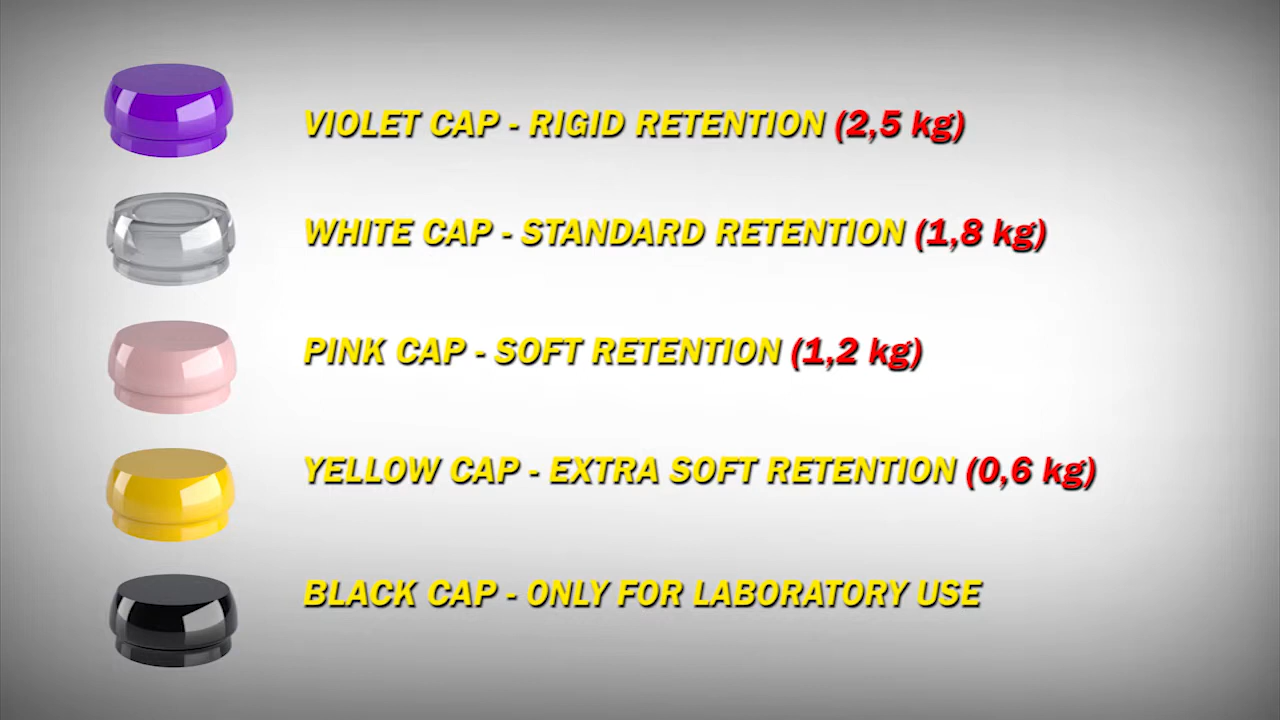 VIOLET CAP - RIGID RETENTION (2,5 kg)
WHITE CAP - STANDARD RETENTION (1,8 kg)
PINK CAP - SOFT RETENTION (1,2 kg)
YELLOW CAP - EXTRA SOFT RETENTION (0,6 kg)
BLACK CAP - ONLY FOR LABORATORY USE